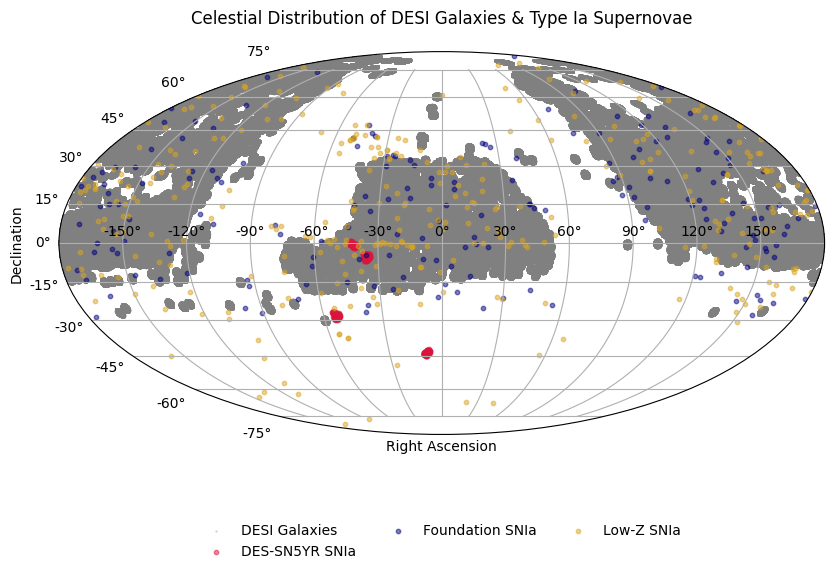 Celestial Distribution of DESI Galaxies & Type Ia Supernovae
75°
60°
45°
30°
15°
0°
-15°
-30°
-45°
-60°
-75°
-150° -120° -90° -60° -30° 0° 30° 60° 90° 120° 150°
Declination
Right Ascension
DESI Galaxies Foundation SNIa Low-Z SNIa
DES-SN5YR SNIa